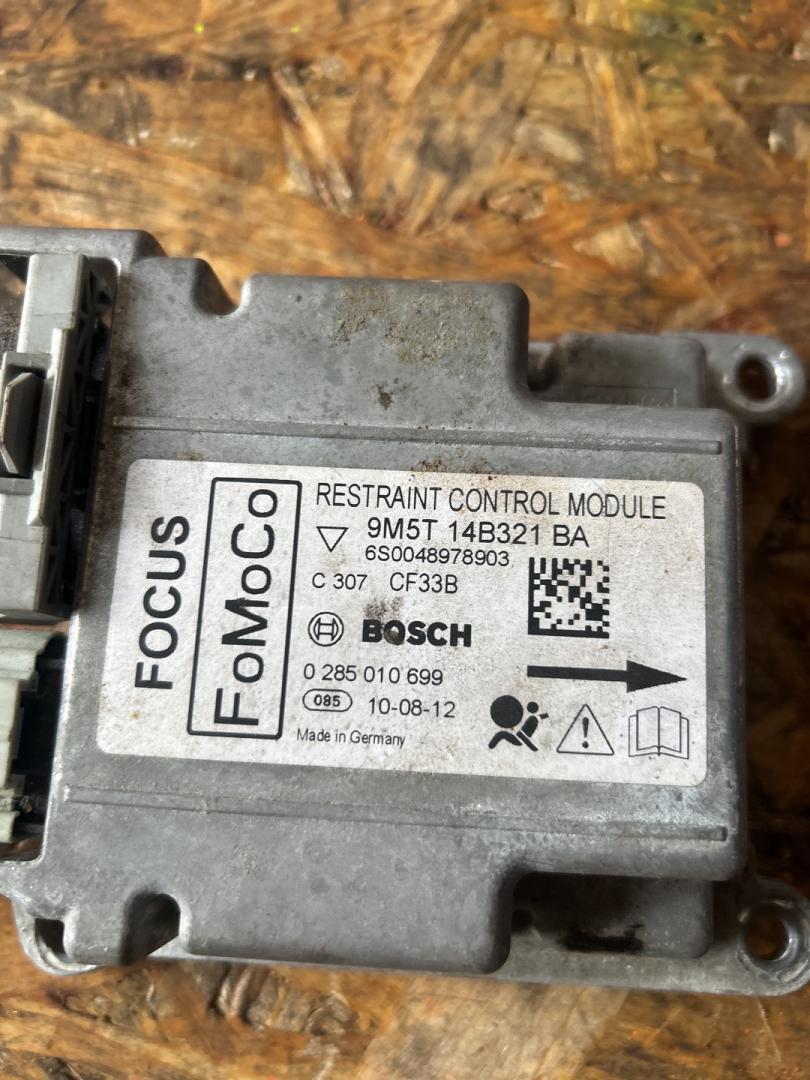 FOCUS
FoMoCo
RESTRAINT CONTROL MODULE
9M5T 14B321 BA
6S0048978903
C 307 CF33B
BOSCH
0 285 010 699
085 10-08-12
Made in Germany